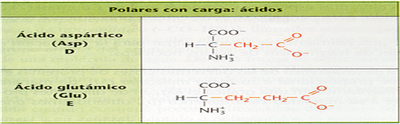 Polares con carga: ácidos
Ácido aspártico
(Asp)
D
COO⁻
H—C—CH₂—C
O
O⁻
NH₃⁺
Ácido glutámico
(Glu)
E
COO⁻
H—C—CH₂—CH₂—C
O
O⁻
NH₃⁺